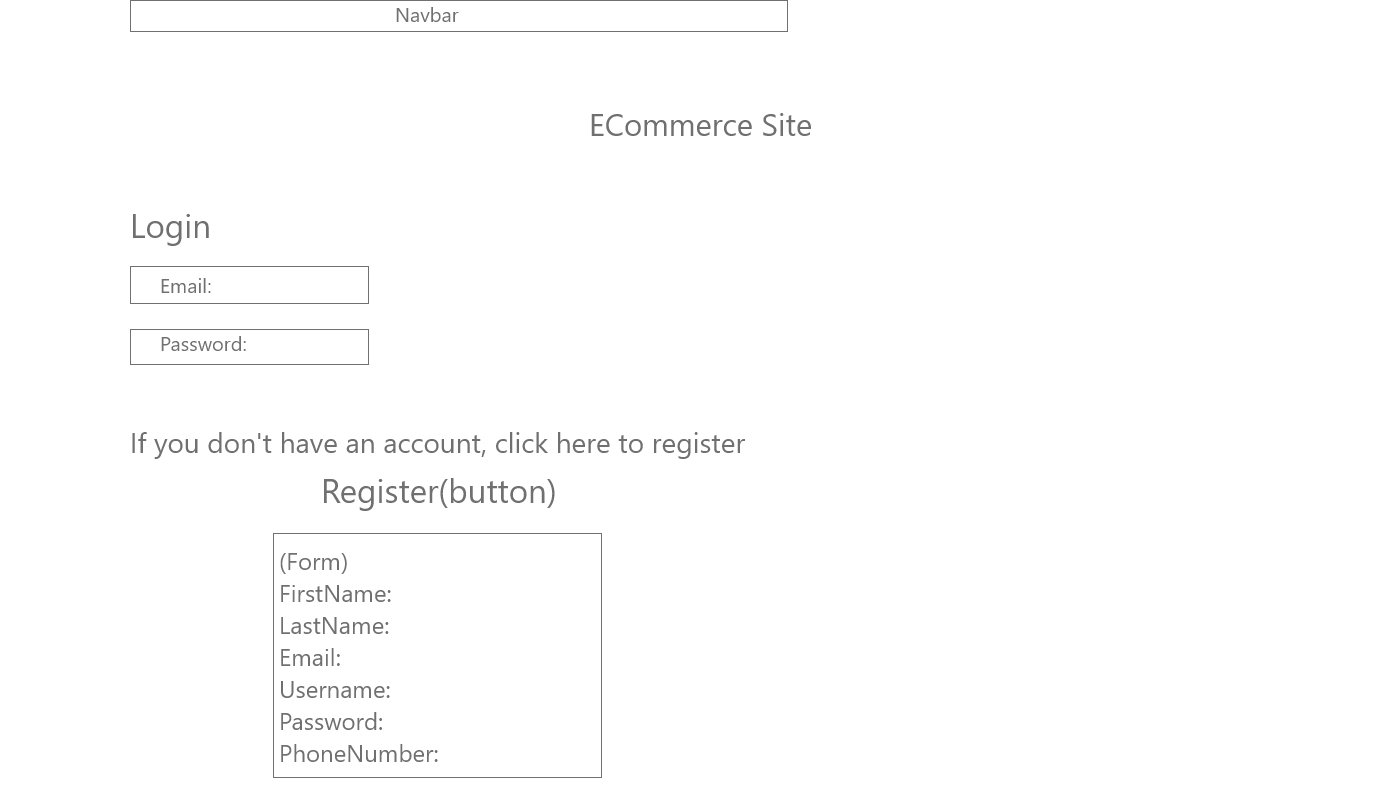 Navbar
ECommerce Site
Login
Email:
Password:
If you don't have an account, click here to register
Register(button)
(Form)
FirstName:
LastName:
Email:
Username:
Password:
PhoneNumber: